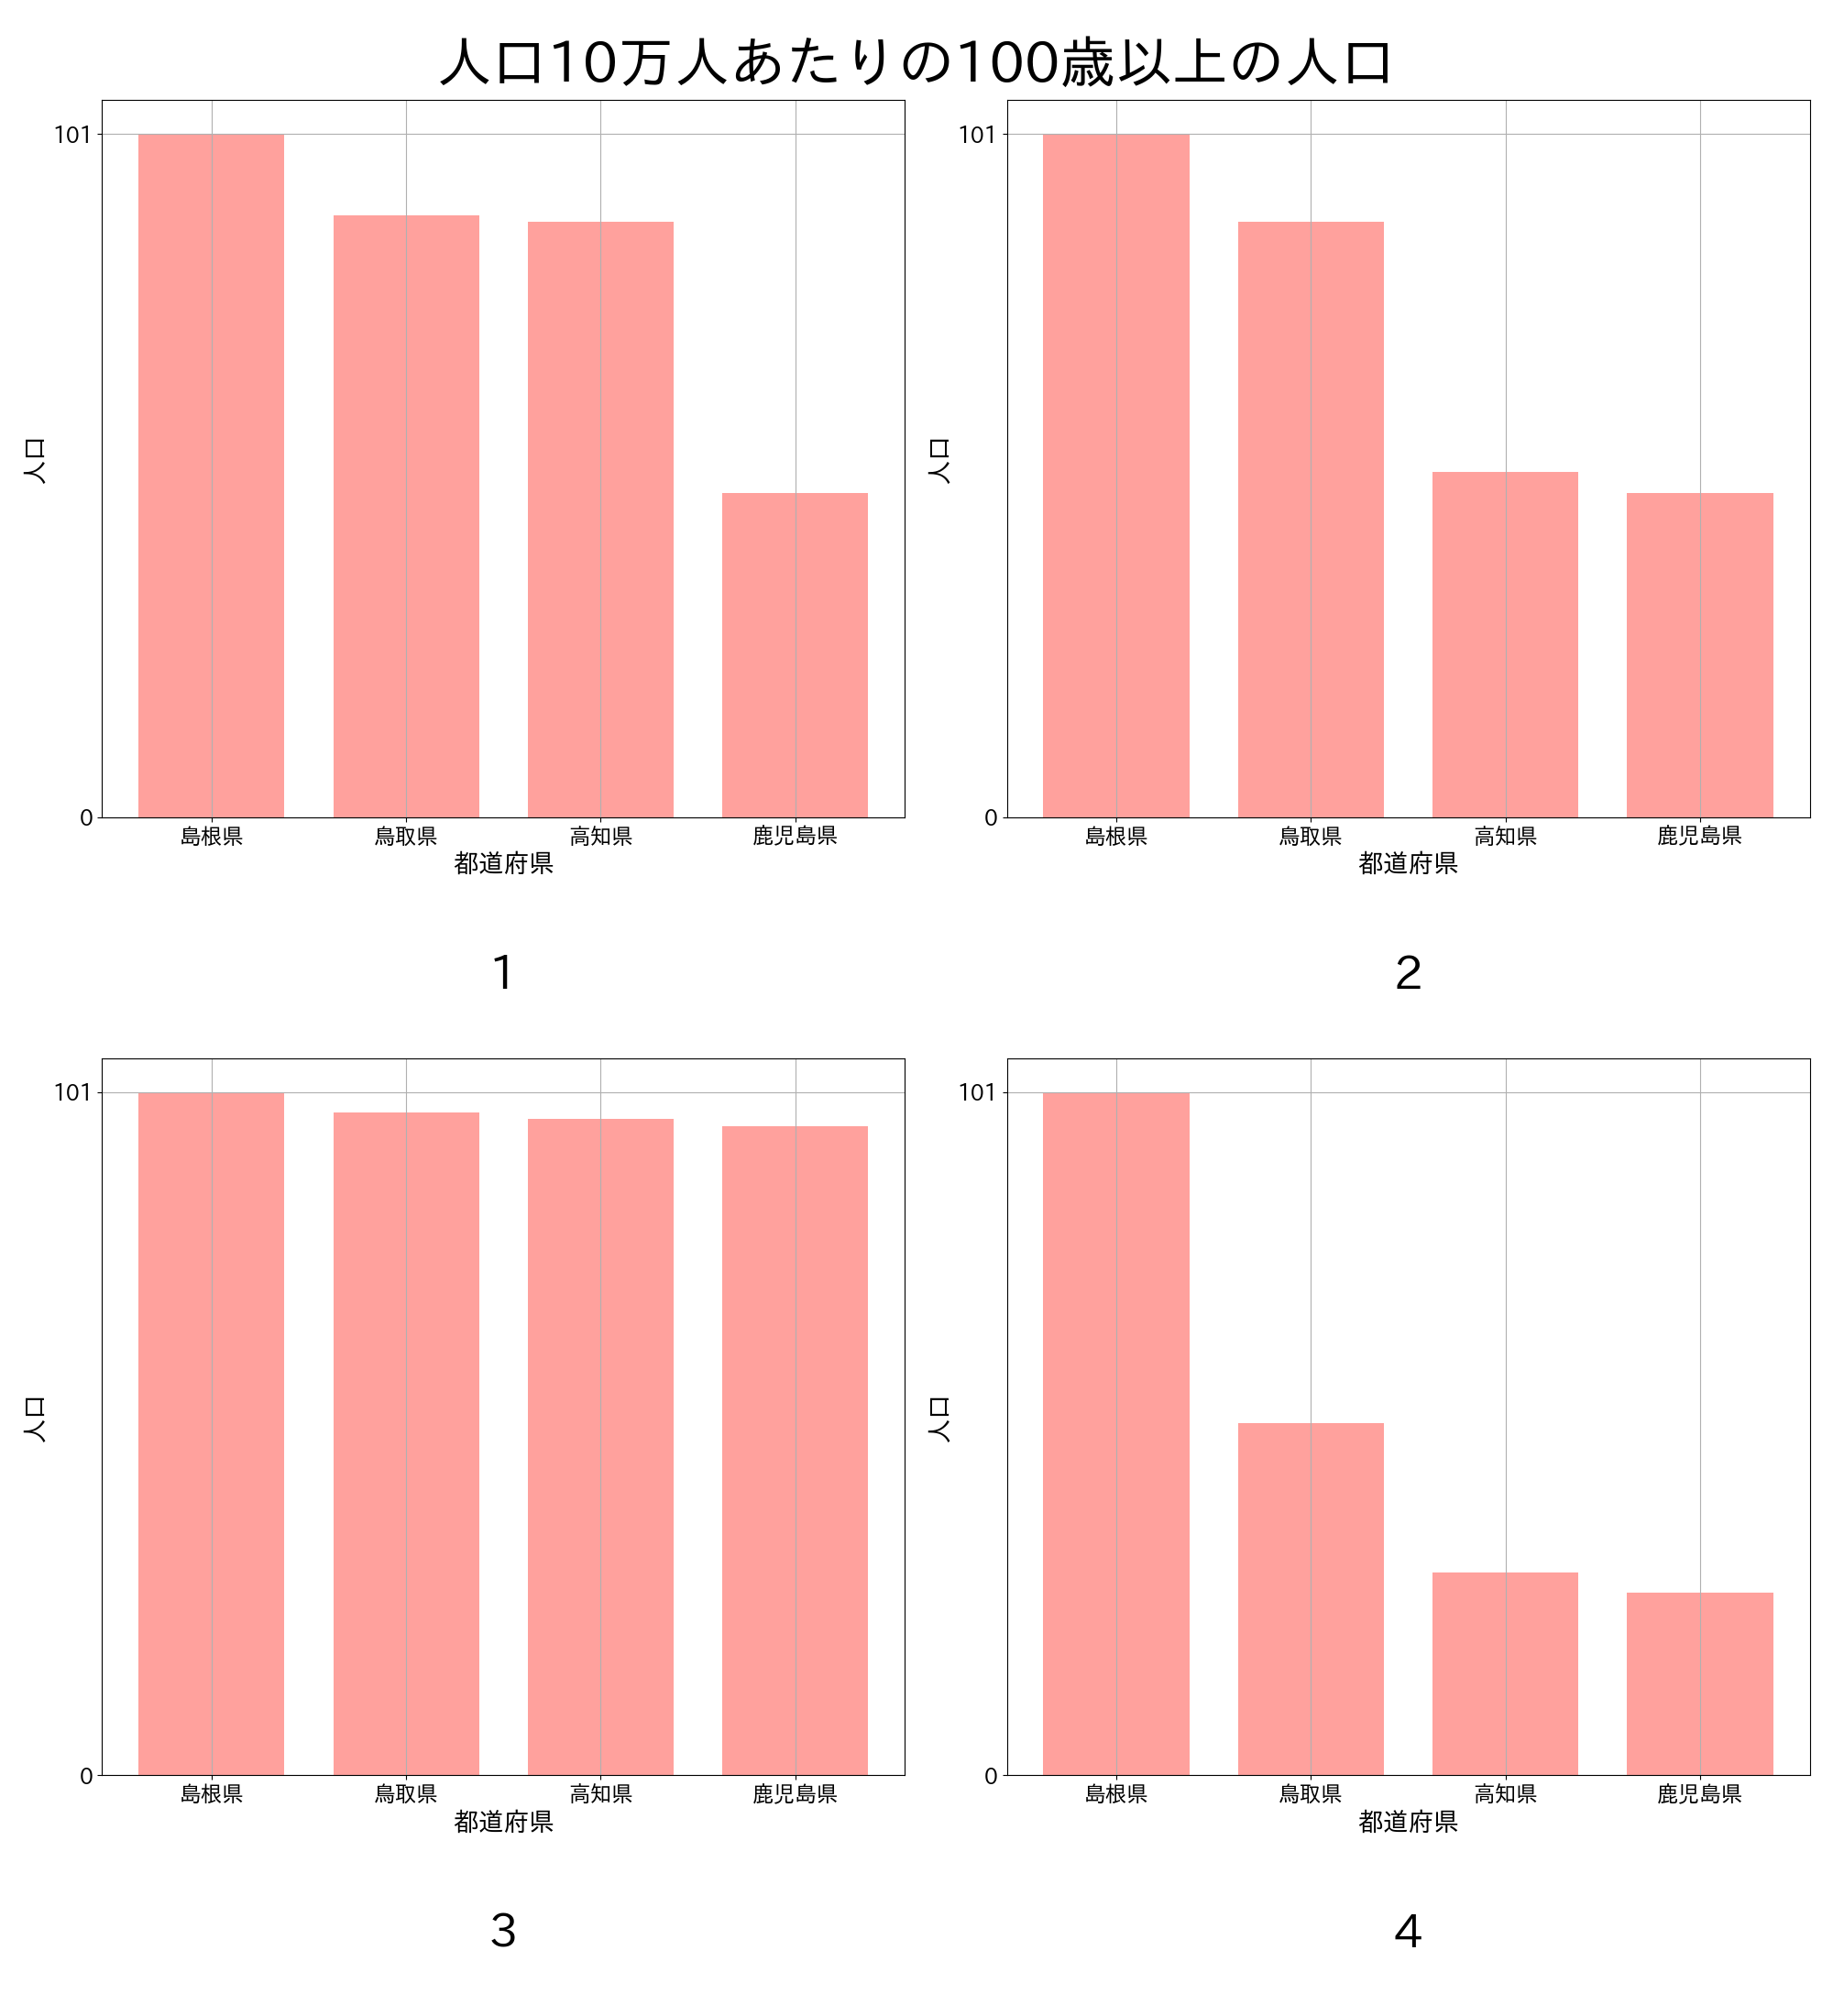 人口10万人あたりの100歳以上の人口
101
0
人口
島根県
鳥取県
高知県
鹿児島県
都道府県
1
101
0
人口
島根県
鳥取県
高知県
鹿児島県
都道府県
2
101
0
人口
島根県
鳥取県
高知県
鹿児島県
都道府県
3
101
0
人口
島根県
鳥取県
高知県
鹿児島県
都道府県
4